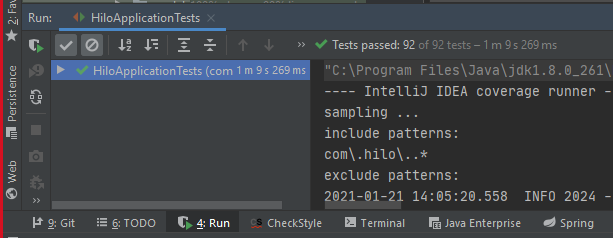 2: Fav
Persistence
Web
Run: HiloApplicationTests ×
>> Tests passed: 92 of 92 tests – 1 m 9 s 269 ms
HiloApplicationTests (com 1 m 9 s 269 ms
"C:\Program Files\Java\jdk1.8.0_261\
---- IntelliJ IDEA coverage runner -
sampling ...
include patterns:
com\.hilo\..*
exclude patterns:
2021-01-21 14:05:20.558 INFO 2024 -
9: Git 6: TODO 4: Run CheckStyle Terminal Java Enterprise Spring